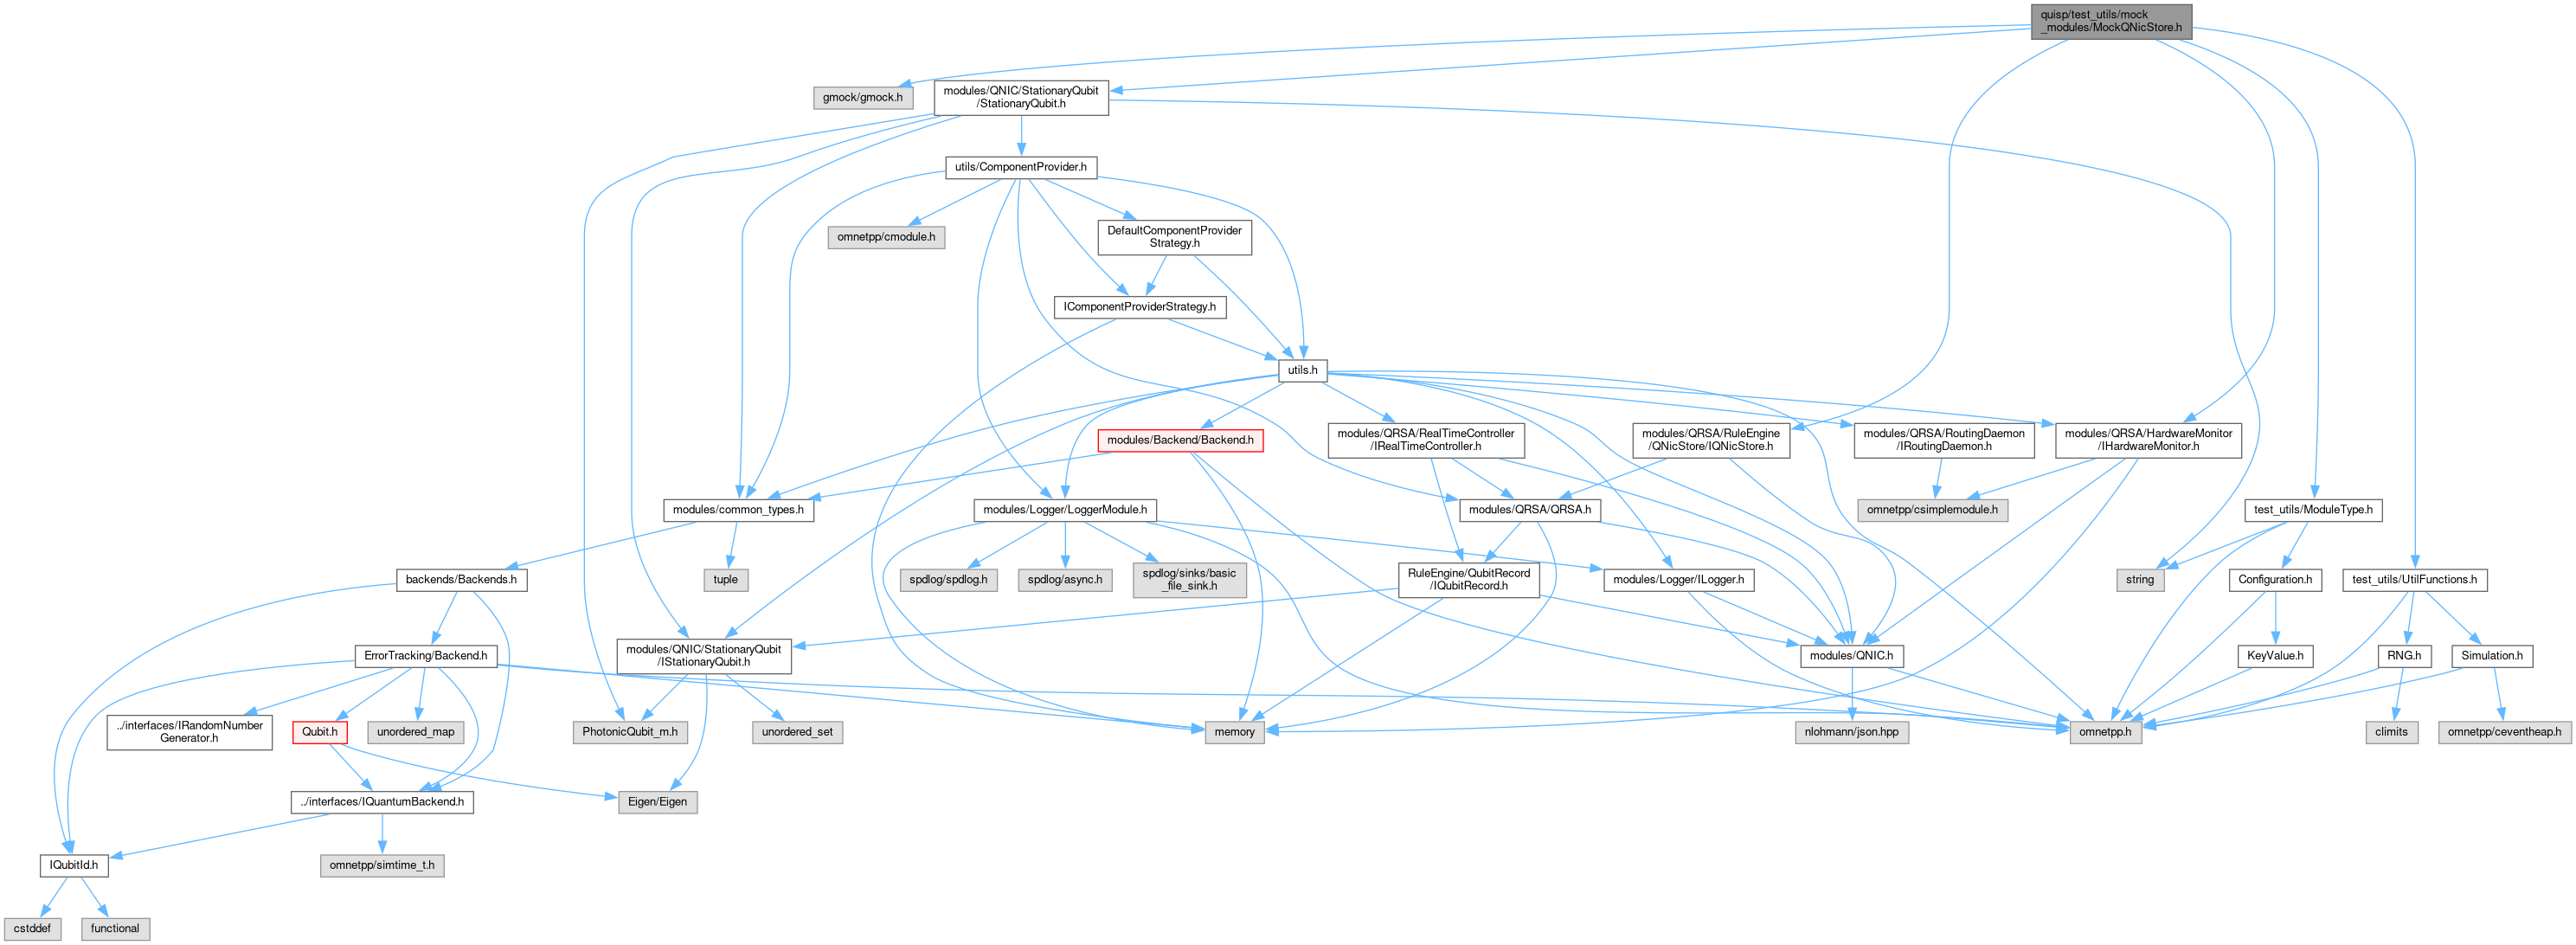 quisp/test_utils/mock
_modules/MockQNicStore.h
gmock/gmock.h
modules/QNIC/StationaryQubit
/StationaryQubit.h
utils/ComponentProvider.h
omnetpp/cmodule.h
DefaultComponentProvider
Strategy.h
IComponentProviderStrategy.h
utils.h
modules/Backend/Backend.h
modules/QRSA/RealTimeController
/IRealTimeController.h
modules/QRSA/RuleEngine
/QNicStore/IQNicStore.h
modules/QRSA/RoutingDaemon
/IRoutingDaemon.h
modules/QRSA/HardwareMonitor
/IHardwareMonitor.h
modules/common_types.h
modules/Logger/LoggerModule.h
modules/QRSA/QRSA.h
omnetpp/csimplemodule.h
test_utils/ModuleType.h
backends/Backends.h
tuple
spdlog/spdlog.h
spdlog/async.h
spdlog/sinks/basic
_file_sink.h
RuleEngine/QubitRecord
/IQubitRecord.h
modules/Logger/ILogger.h
string
Configuration.h
test_utils/UtilFunctions.h
ErrorTracking/Backend.h
modules/QNIC/StationaryQubit
/IStationaryQubit.h
modules/QNIC.h
KeyValue.h
RNG.h
Simulation.h
../interfaces/IRandomNumber
Generator.h
Qubit.h
unordered_map
PhotonicQubit_m.h
unordered_set
memory
nlohmann/json.hpp
omnetpp.h
climits
omnetpp/ceventheap.h
../interfaces/IQuantumBackend.h
Eigen/Eigen
IQubitId.h
omnetpp/simtime_t.h
cstddef
functional